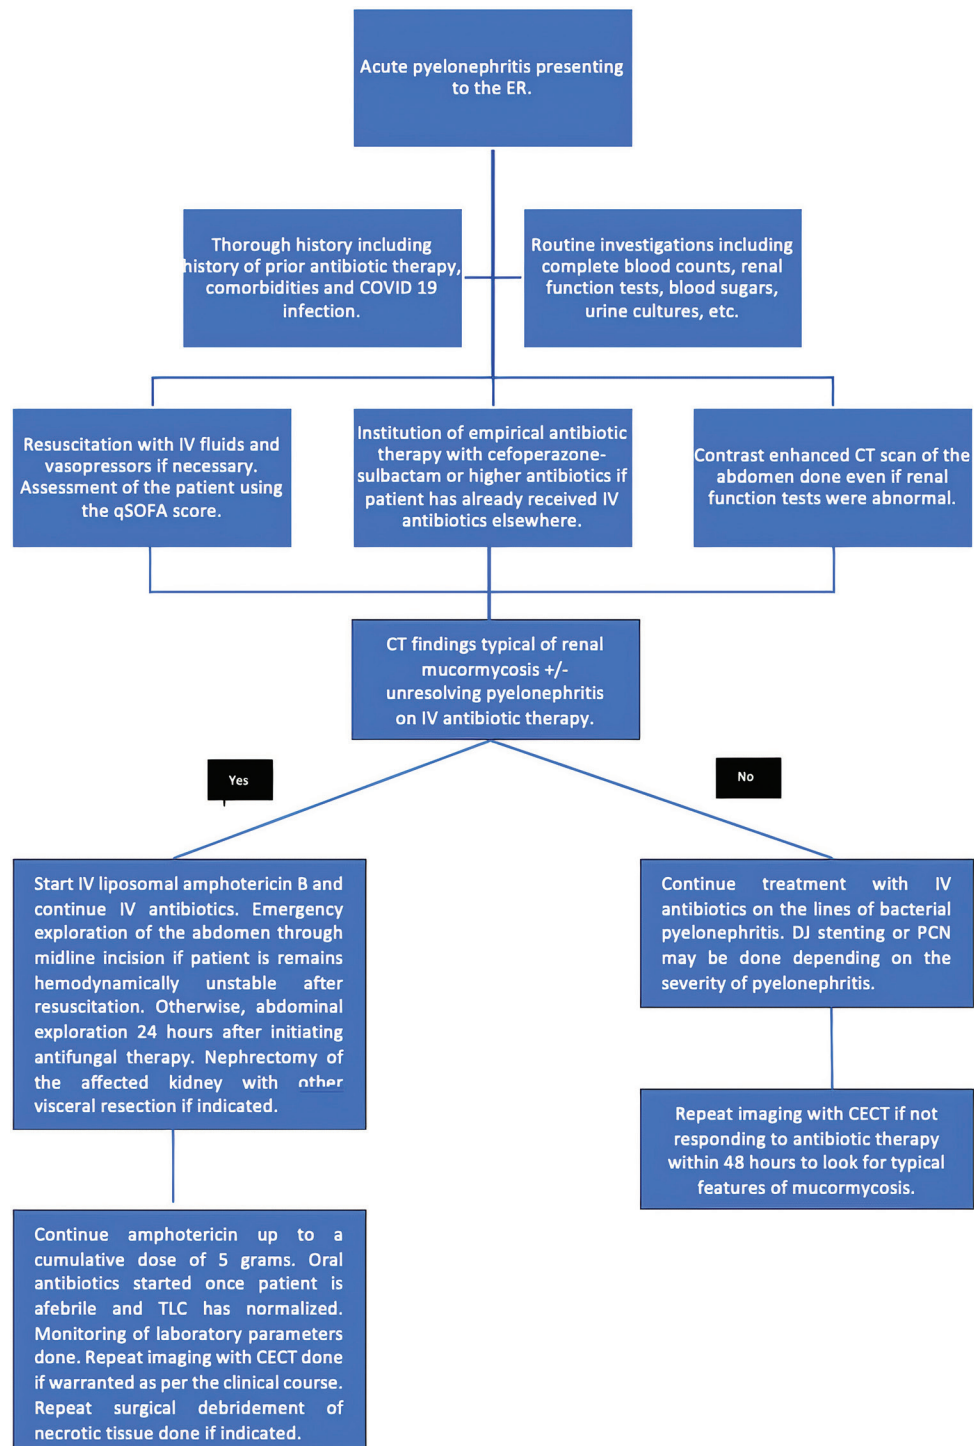 Acute pyelonephritis presenting
to the ER.
Thorough history including
history of prior antibiotic therapy,
comorbidities and COVID 19
infection.
Routine investigations including
complete blood counts, renal
function tests, blood sugars,
urine cultures, etc.
Resuscitation with IV fluids and
vasopressors if necessary.
Assessment of the patient using
the qSOFA score.
Institution of empirical antibiotic
therapy with cefoperazone-
sulbactam or higher antibiotics if
patient has already received IV
antibiotics elsewhere.
Contrast enhanced CT scan of the
abdomen done even if renal
function tests were abnormal.
CT findings typical of renal
mucormycosis +/-
unresolving pyelonephritis
on IV antibiotic therapy.
Yes
No
Start IV liposomal amphotericin B and
continue IV antibiotics. Emergency
exploration of the abdomen through
midline incision if patient is remains
hemodynamically unstable after
resuscitation. Otherwise, abdominal
exploration 24 hours after initiating
antifungal therapy. Nephrectomy of
the affected kidney with other
visceral resection if indicated.
Continue treatment with IV
antibiotics on the lines of bacterial
pyelonephritis. DJ stenting or PCN
may be done depending on the
severity of pyelonephritis.
Repeat imaging with CECT if not
responding to antibiotic therapy
within 48 hours to look for typical
features of mucormycosis.
Continue amphotericin up to a
cumulative dose of 5 grams. Oral
antibiotics started once patient is
afebrile and TLC has normalized.
Monitoring of laboratory parameters
done. Repeat imaging with CECT done
if warranted as per the clinical course.
Repeat surgical debridement of
necrotic tissue done if indicated.